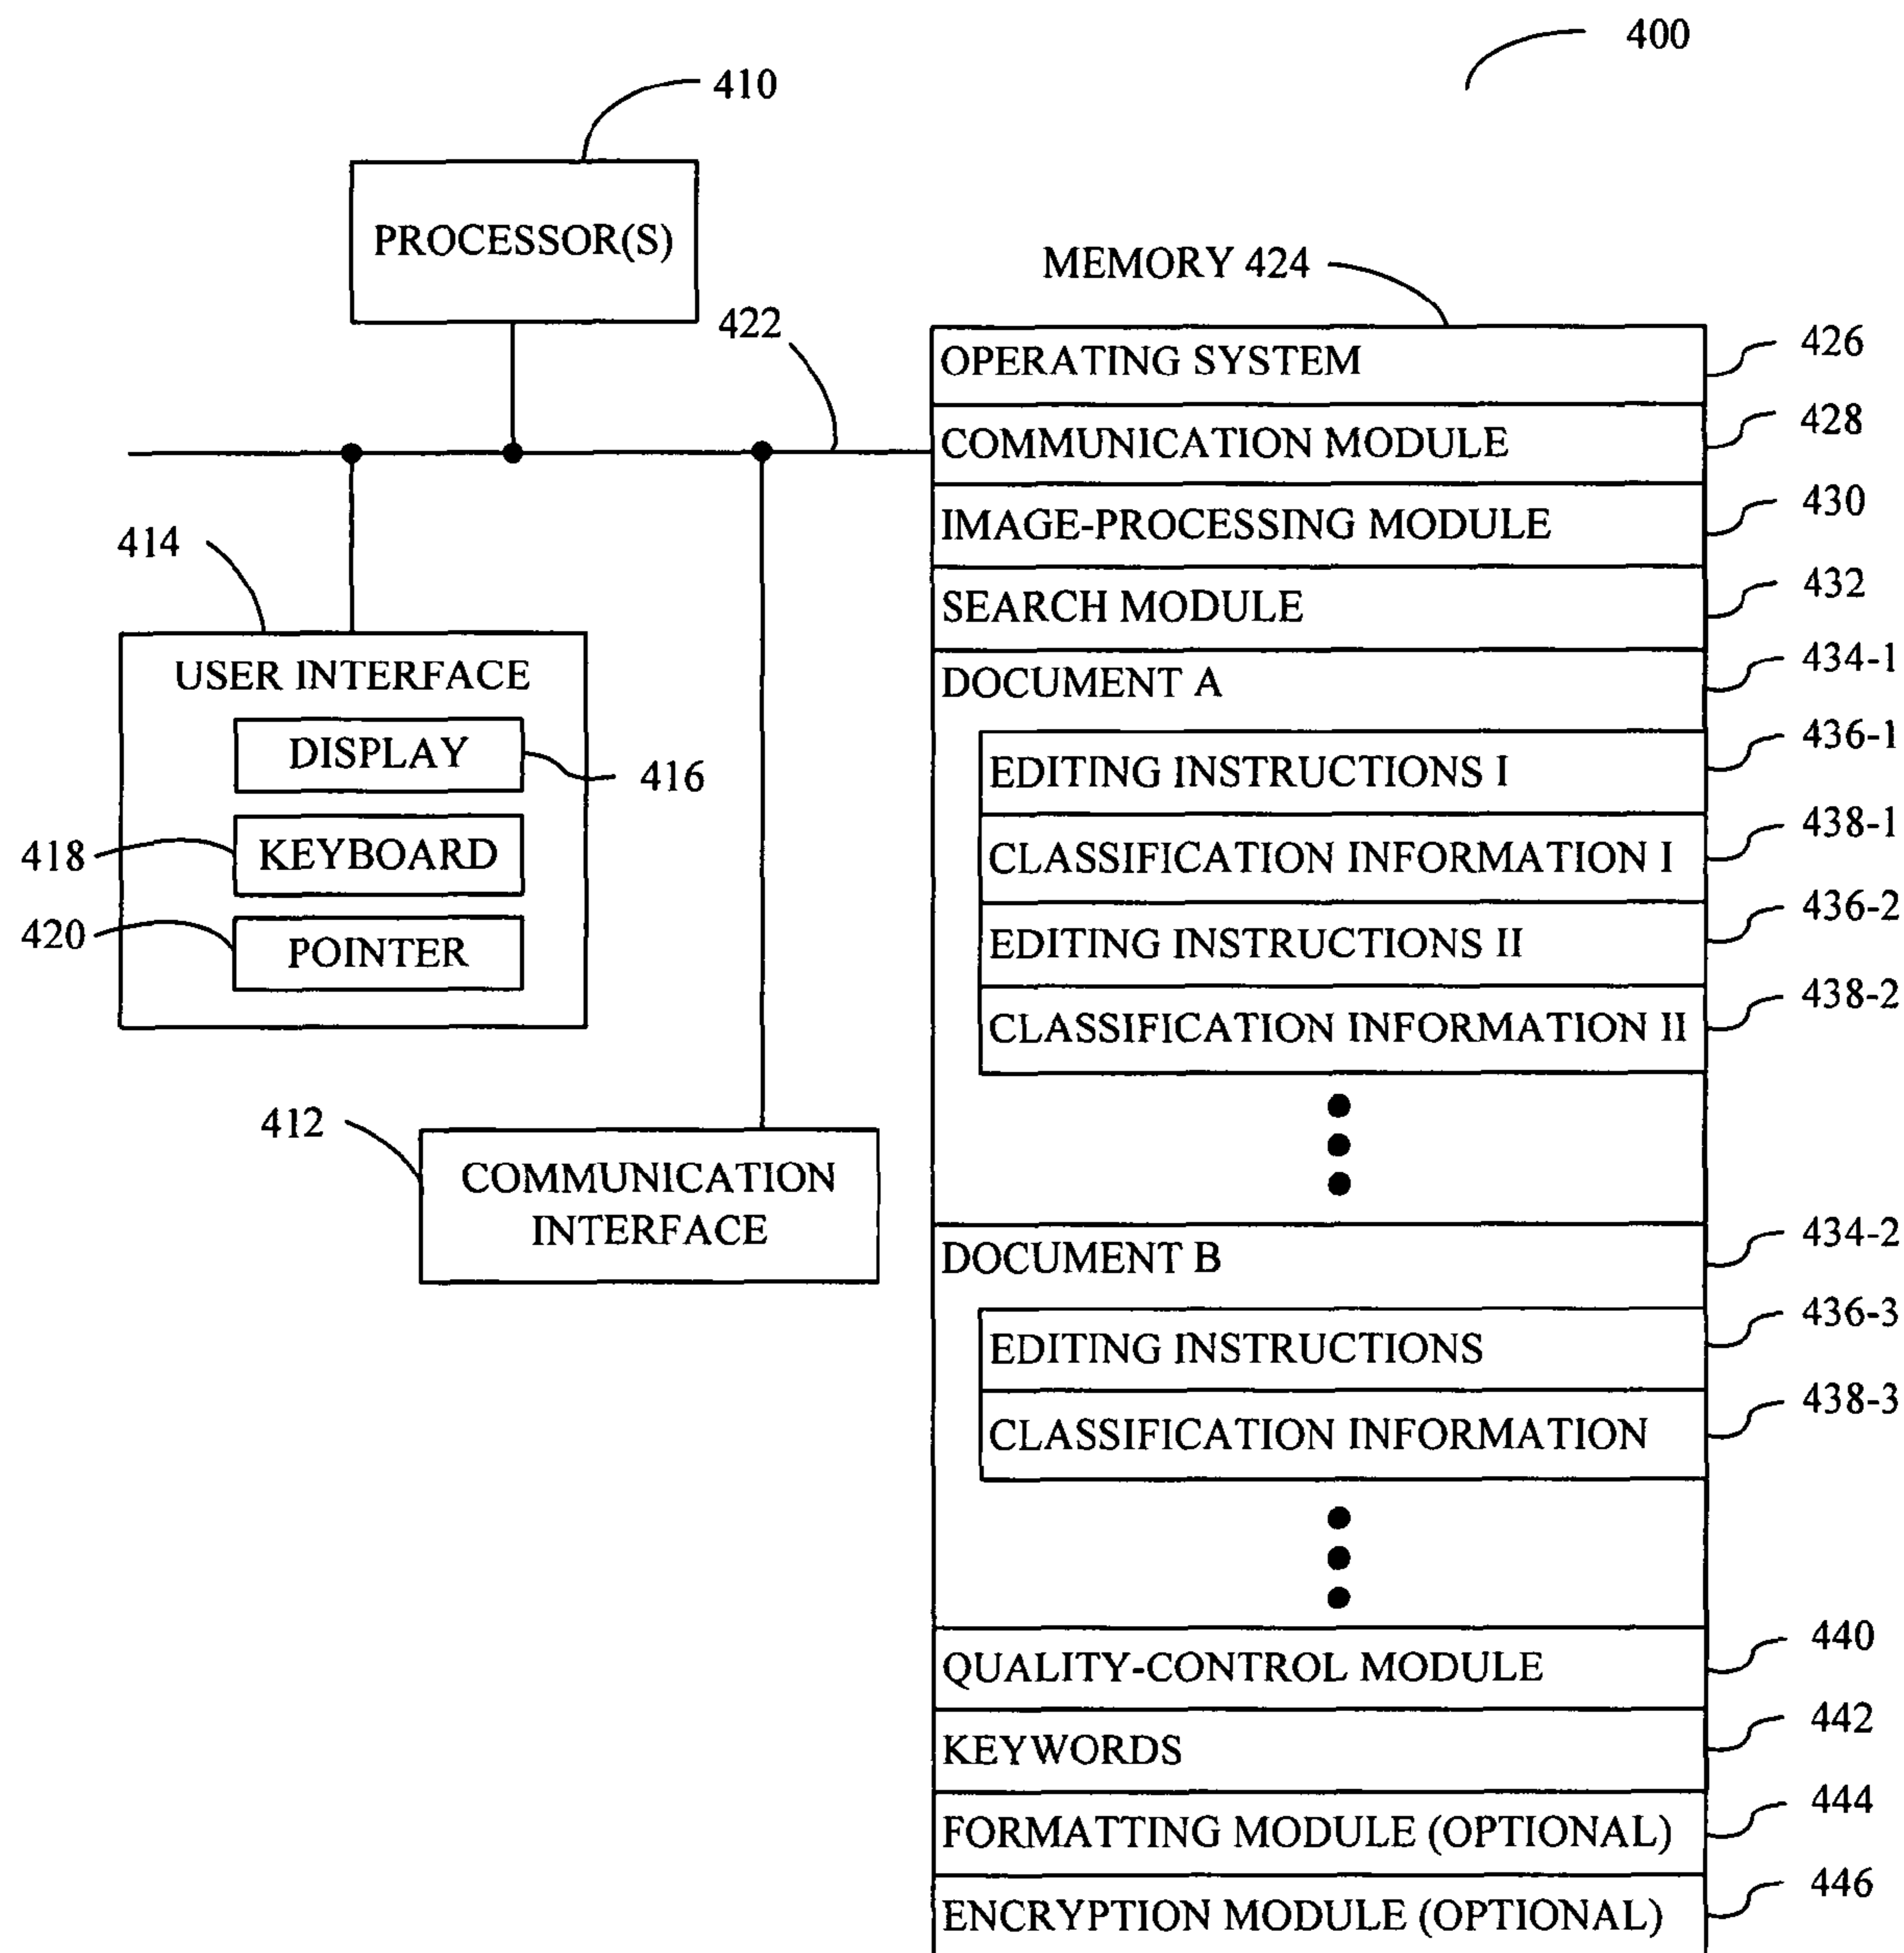 400
410
PROCESSOR(S)
MEMORY 424
422
OPERATING SYSTEM
426
COMMUNICATION MODULE
428
IMAGE-PROCESSING MODULE
430
SEARCH MODULE
432
DOCUMENT A
434-1
EDITING INSTRUCTIONS I
436-1
CLASSIFICATION INFORMATION I
438-1
EDITING INSTRUCTIONS II
436-2
CLASSIFICATION INFORMATION II
438-2
414
USER INTERFACE
DISPLAY
416
418
KEYBOARD
420
POINTER
412
COMMUNICATION
INTERFACE
DOCUMENT B
434-2
EDITING INSTRUCTIONS
436-3
CLASSIFICATION INFORMATION
438-3
QUALITY-CONTROL MODULE
440
KEYWORDS
442
FORMATTING MODULE (OPTIONAL)
444
ENCRYPTION MODULE (OPTIONAL)
446